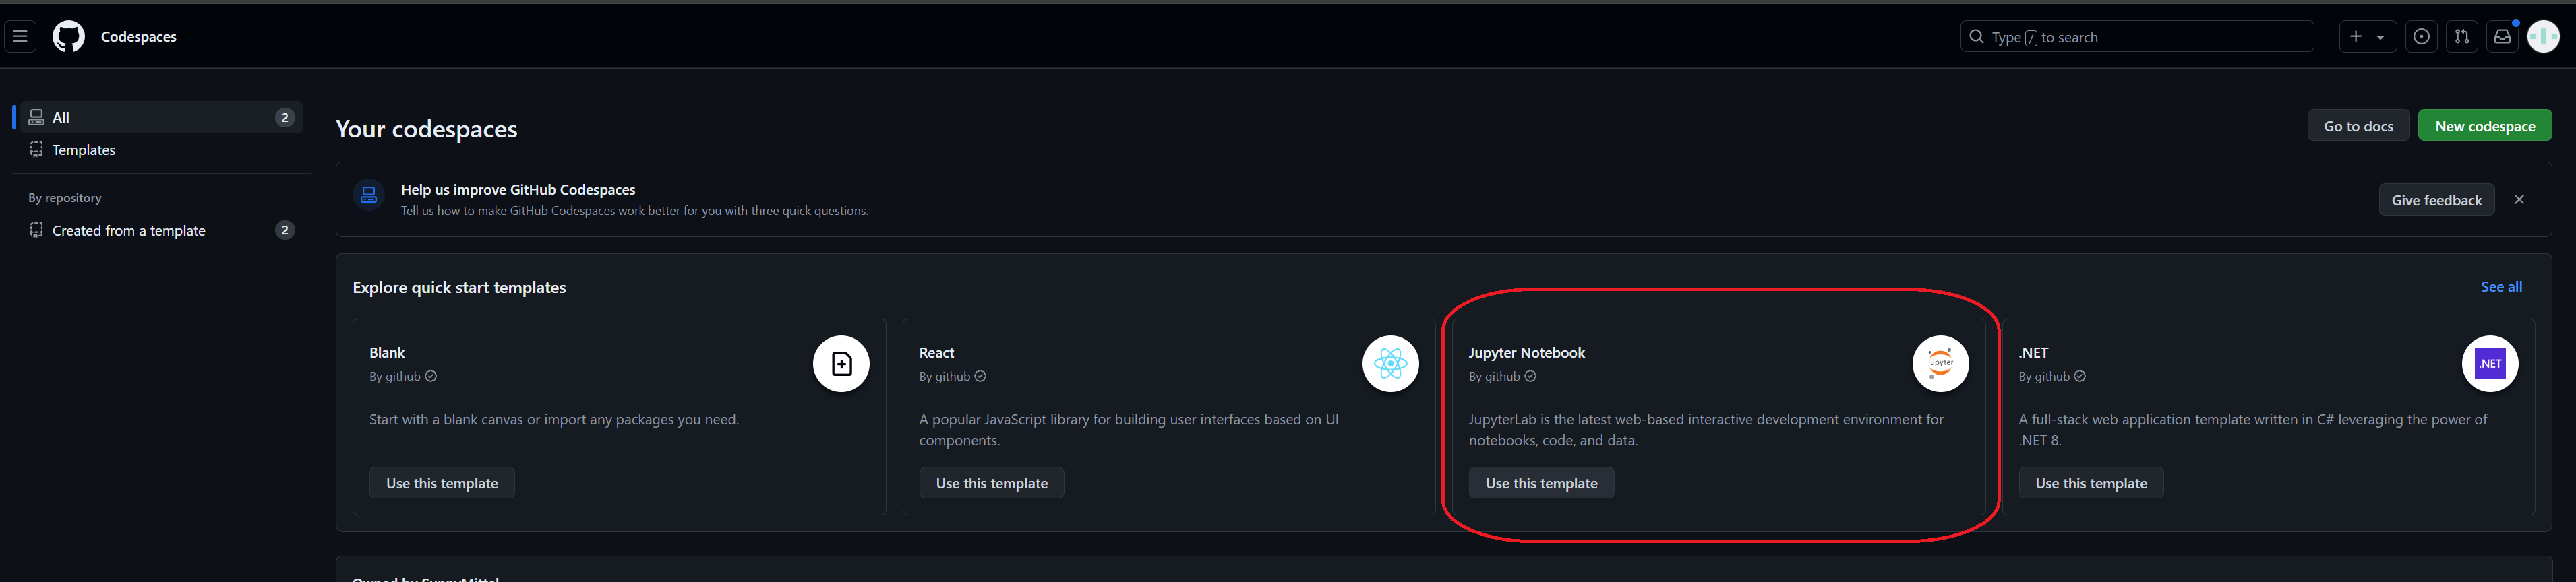 Codespaces
Type / to search
All 2
Templates
By repository
Created from a template 2
Your codespaces
Go to docs
New codespace
Help us improve GitHub Codespaces
Tell us how to make GitHub Codespaces work better for you with three quick questions.
Give feedback
Explore quick start templates
See all
Blank
By github
Start with a blank canvas or import any packages you need.
Use this template
React
By github
A popular JavaScript library for building user interfaces based on UI
components.
Use this template
Jupyter Notebook
By github
jupyter
JupyterLab is the latest web-based interactive development environment for
notebooks, code, and data.
Use this template
.NET
By github
.NET
A full-stack web application template written in C# leveraging the power of
.NET 8.
Use this template
Owned by SunnyMittal